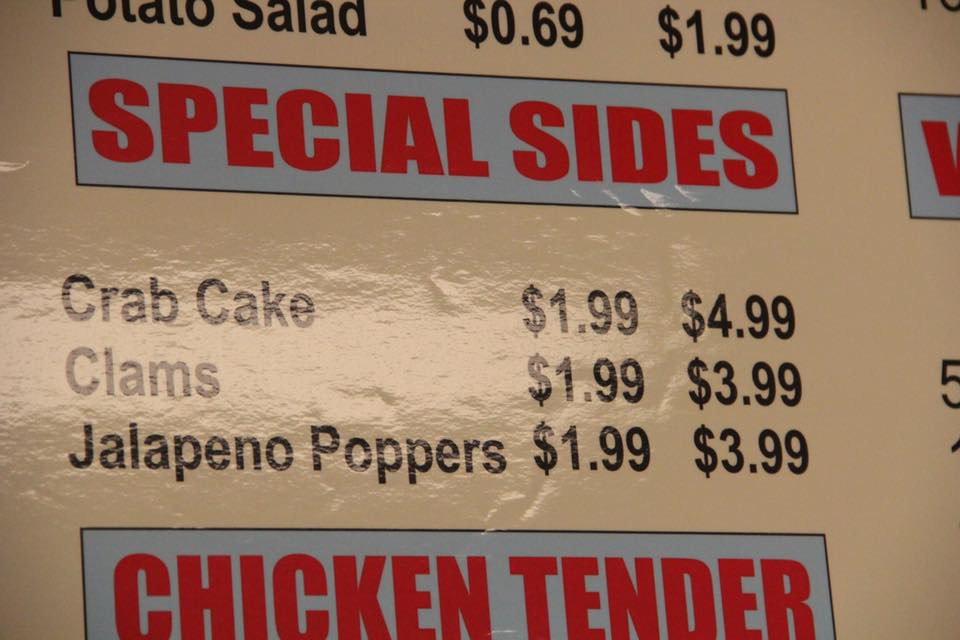 Potato Salad $0.69 $1.99
SPECIAL SIDES
Crab Cake $1.99 $4.99
Clams $1.99 $3.99
Jalapeno Poppers $1.99 $3.99
CHICKEN TENDER